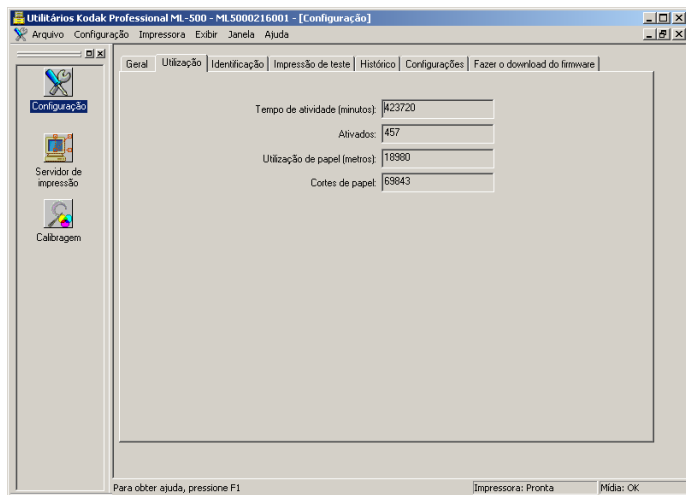 Utilitários Kodak Professional ML-500 - ML5000216001 - [Configuração]
Arquivo Configuração Impressora Exibir Janela Ajuda
Configuração
Servidor de
impressão
Calibragem
Geral Utilização Identificação Impressão de teste Histórico Configurações Fazer o download do firmware
Tempo de atividade (minutos): 423720
Ativados: 457
Utilização de papel (metros): 18980
Cortes de papel: 69843
Para obter ajuda, pressione F1 Impressora: Pronta Mídia: OK